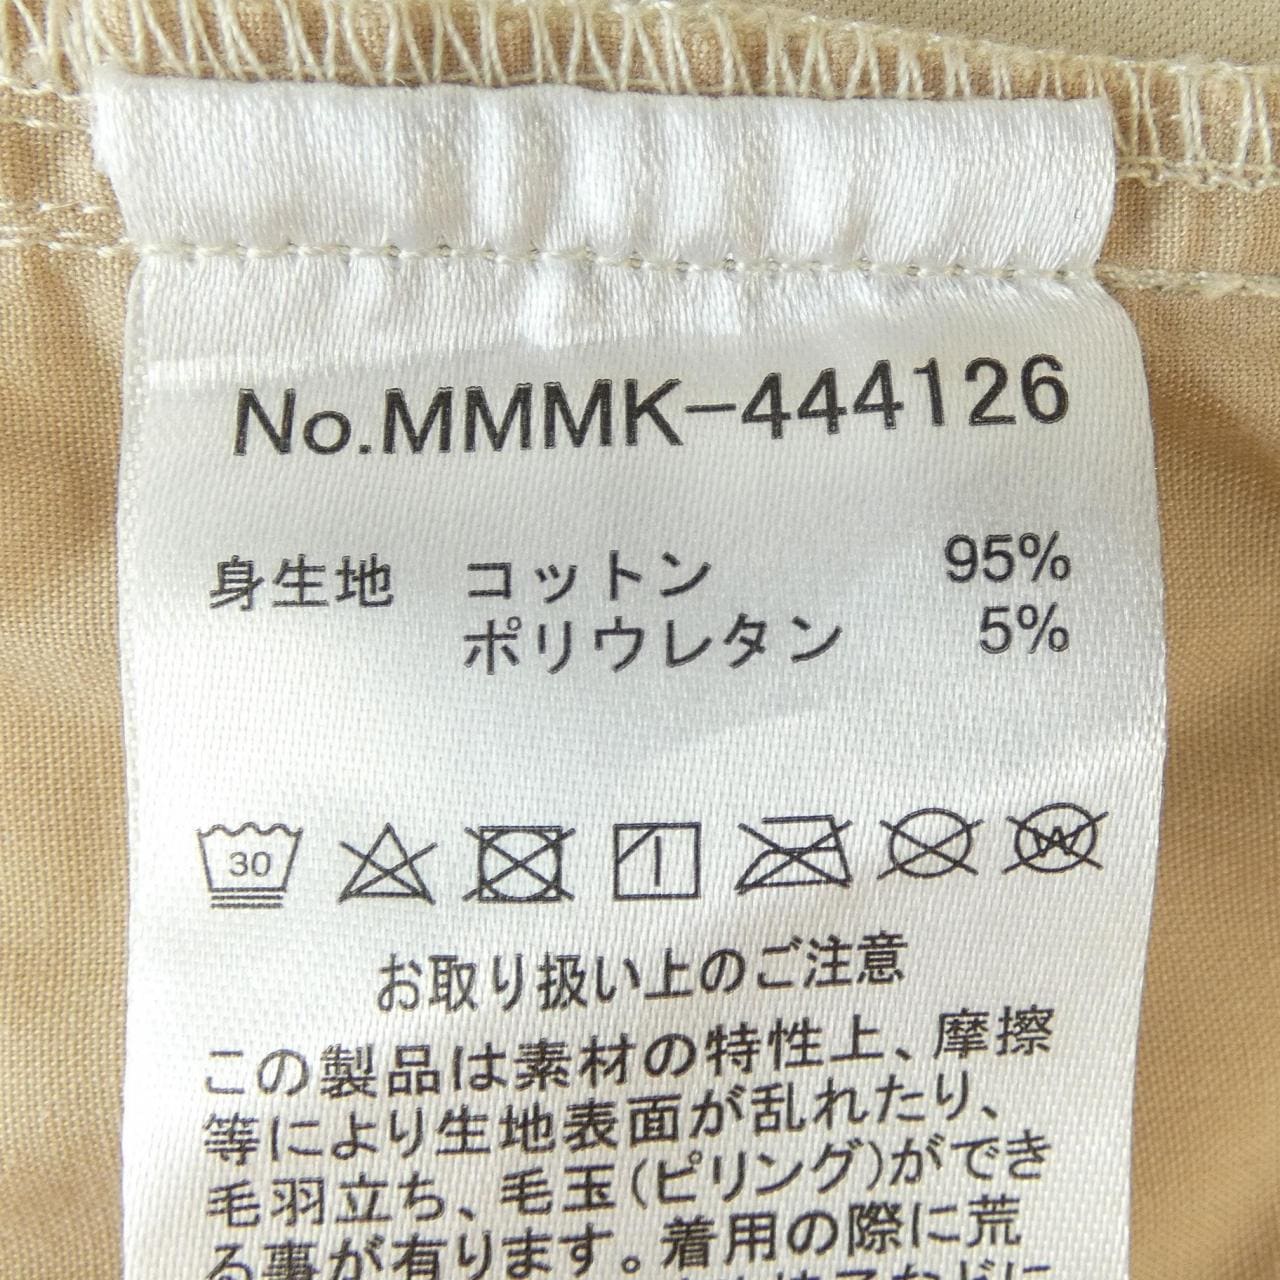 No.MMMK-444126
身生地 コットン 95%
ポリウレタン 5%
30
W
お取り扱い上のご注意
この製品は素材の特性上、摩擦
等により生地表面が乱れたり、
毛羽立ち、毛玉(ピリング)ができ
る事が有ります。着用の際に荒